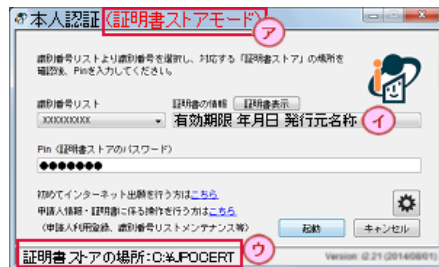 本人認証(証明書ストアモード)
ア
識別番号リストより識別番号を選択し、対応する「証明書ストア」の場所を
確認後、Pinを入力してください。
識別番号リスト 証明書の情報 証明書表示
XXXXXXXXX 有効期限 年月日 発行元名称 イ
Pin (証明書ストアのパスワード)
●●●●●●●
初めてインターネット出願を行う方はこちら
申請人情報・証明書に係る操作を行う方はこちら
(申請人利用登録、識別番号リストメンテナンス等) 起動 キャンセル
証明書ストアの場所:C:¥JPOCERT ウ Version i2.21 (2014/08/01)